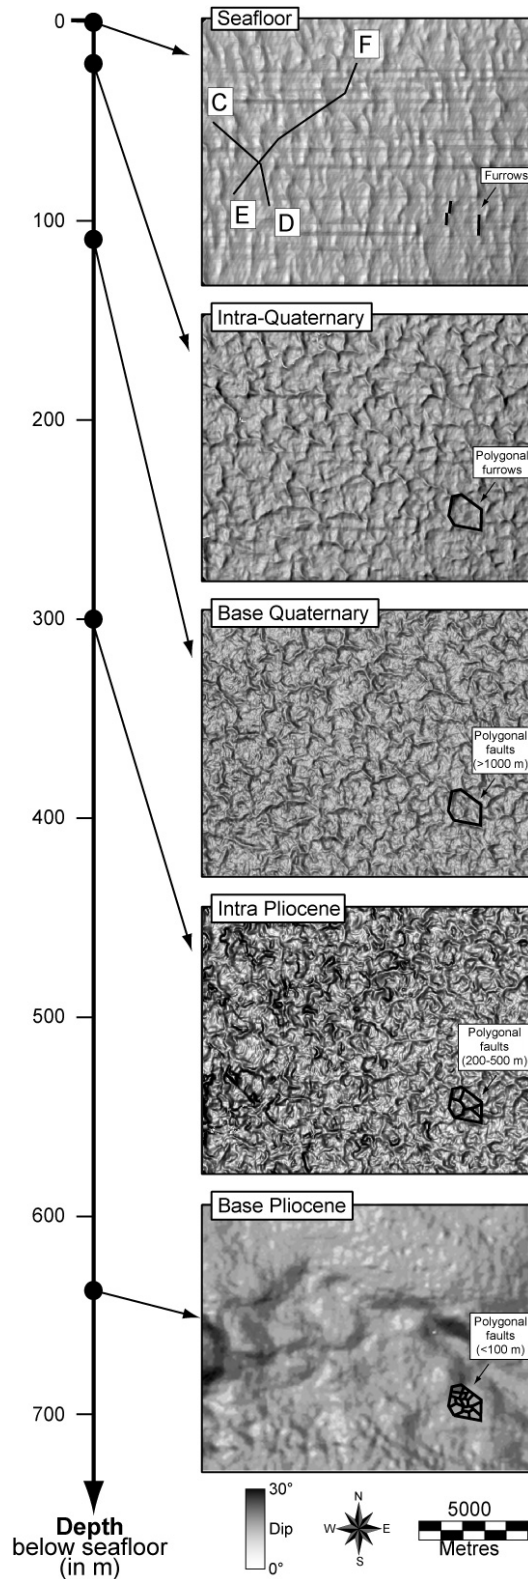 0
100
200
300
400
500
600
700
Depth
below seafloor
(in m)
Seafloor
F
C
E
D
Furrows
Intra-Quaternary
Polygonal
furrows
Base Quaternary
Polygonal
faults
(>1000 m)
Intra Pliocene
Polygonal
faults
(200-500 m)
Base Pliocene
Polygonal
faults
(<100 m)
30°
Dip
0°
N
W E
S
5000
Metres